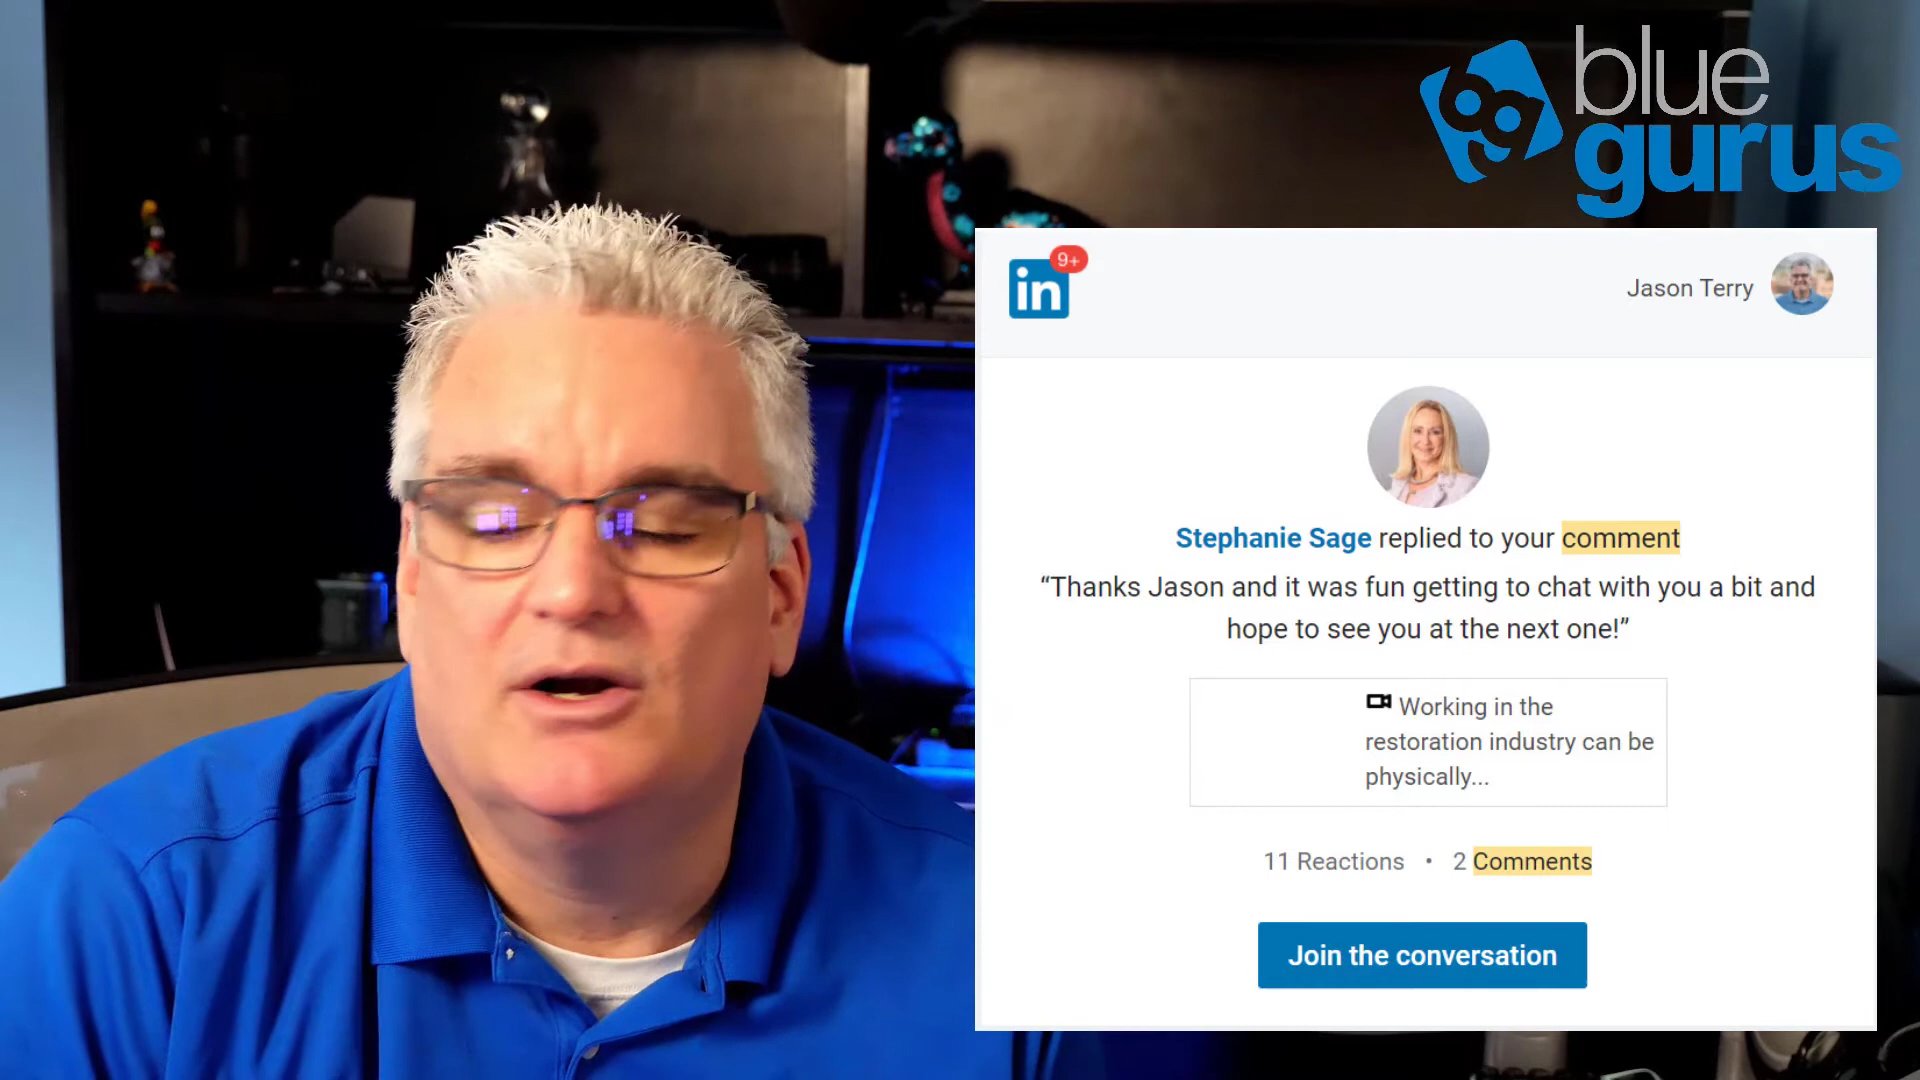 blue
gurus
in
9+
Jason Terry
Stephanie Sage replied to your comment
“Thanks Jason and it was fun getting to chat with you a bit and
hope to see you at the next one!”
Working in the
restoration industry can be
physically...
11 Reactions • 2 Comments
Join the conversation